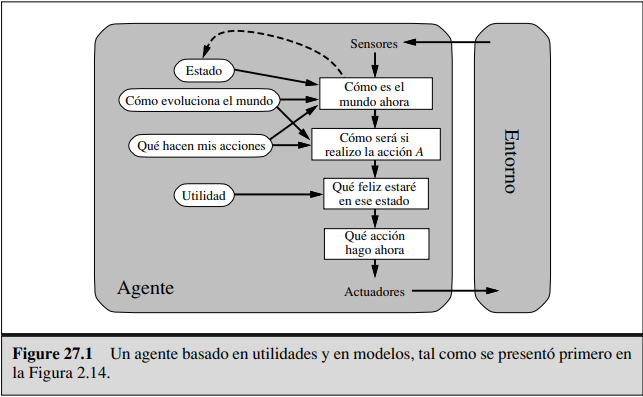 Sensores
Estado
Cómo es el
mundo ahora
Cómo evoluciona el mundo
Cómo será si
realizo la acción A
Qué hacen mis acciones
Qué feliz estaré
en ese estado
Utilidad
Qué acción
hago ahora
Agente
Actuadores
Entorno
Figure 27.1 Un agente basado en utilidades y en modelos, tal como se presentó primero en
la Figura 2.14.